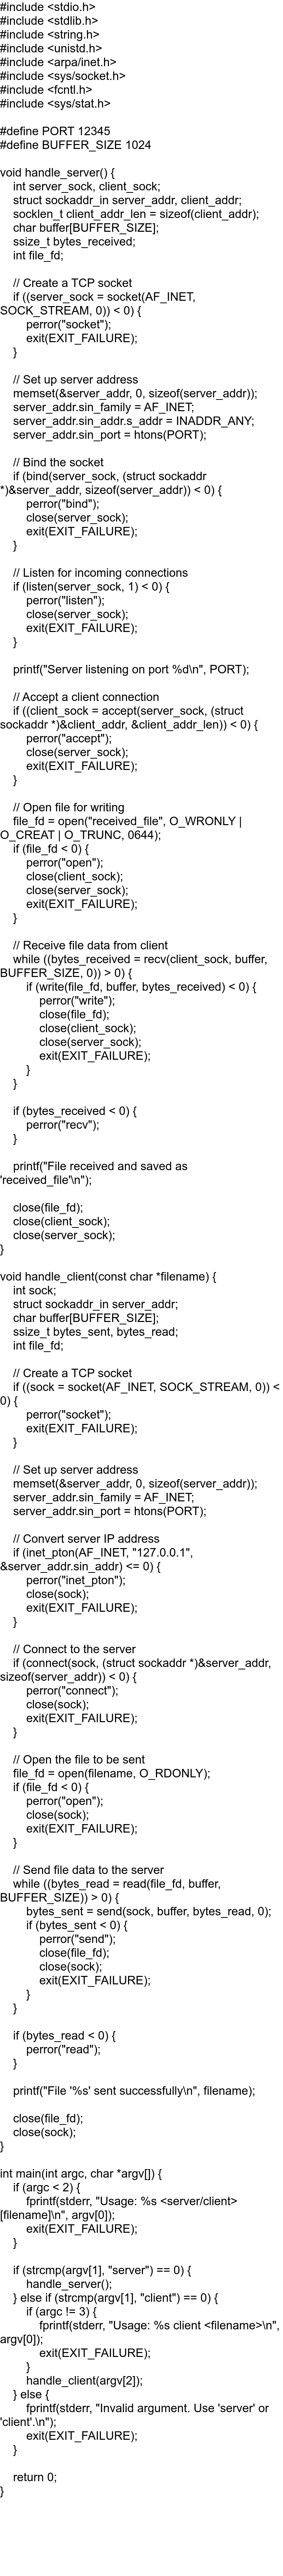 #include <stdio.h>
#include <stdlib.h>
#include <string.h>
#include <unistd.h>
#include <arpa/inet.h>
#include <sys/socket.h>
#include <fcntl.h>
#include <sys/stat.h>

#define PORT 12345
#define BUFFER_SIZE 1024

void handle_server() {
    int server_sock, client_sock;
    struct sockaddr_in server_addr, client_addr;
    socklen_t client_addr_len = sizeof(client_addr);
    char buffer[BUFFER_SIZE];
    ssize_t bytes_received;
    int file_fd;

    // Create a TCP socket
    if ((server_sock = socket(AF_INET,
SOCK_STREAM, 0)) < 0) {
        perror("socket");
        exit(EXIT_FAILURE);
    }

    // Set up server address
    memset(&server_addr, 0, sizeof(server_addr));
    server_addr.sin_family = AF_INET;
    server_addr.sin_addr.s_addr = INADDR_ANY;
    server_addr.sin_port = htons(PORT);

    // Bind the socket
    if (bind(server_sock, (struct sockaddr
*)&server_addr, sizeof(server_addr)) < 0) {
        perror("bind");
        close(server_sock);
        exit(EXIT_FAILURE);
    }

    // Listen for incoming connections
    if (listen(server_sock, 1) < 0) {
        perror("listen");
        close(server_sock);
        exit(EXIT_FAILURE);
    }

    printf("Server listening on port %d\n", PORT);

    // Accept a client connection
    if ((client_sock = accept(server_sock, (struct
sockaddr *)&client_addr, &client_addr_len)) < 0) {
        perror("accept");
        close(server_sock);
        exit(EXIT_FAILURE);
    }

    // Open file for writing
    file_fd = open("received_file", O_WRONLY |
O_CREAT | O_TRUNC, 0644);
    if (file_fd < 0) {
        perror("open");
        close(client_sock);
        close(server_sock);
        exit(EXIT_FAILURE);
    }

    // Receive file data from client
    while ((bytes_received = recv(client_sock, buffer,
BUFFER_SIZE, 0)) > 0) {
        if (write(file_fd, buffer, bytes_received) < 0) {
            perror("write");
            close(file_fd);
            close(client_sock);
            close(server_sock);
            exit(EXIT_FAILURE);
        }
    }

    if (bytes_received < 0) {
        perror("recv");
    }

    printf("File received and saved as
'received_file'\n");

    close(file_fd);
    close(client_sock);
    close(server_sock);
}

void handle_client(const char *filename) {
    int sock;
    struct sockaddr_in server_addr;
    char buffer[BUFFER_SIZE];
    ssize_t bytes_sent, bytes_read;
    int file_fd;

    // Create a TCP socket
    if ((sock = socket(AF_INET, SOCK_STREAM, 0)) <
0) {
        perror("socket");
        exit(EXIT_FAILURE);
    }

    // Set up server address
    memset(&server_addr, 0, sizeof(server_addr));
    server_addr.sin_family = AF_INET;
    server_addr.sin_port = htons(PORT);

    // Convert server IP address
    if (inet_pton(AF_INET, "127.0.0.1",
&server_addr.sin_addr) <= 0) {
        perror("inet_pton");
        close(sock);
        exit(EXIT_FAILURE);
    }

    // Connect to the server
    if (connect(sock, (struct sockaddr *)&server_addr,
sizeof(server_addr)) < 0) {
        perror("connect");
        close(sock);
        exit(EXIT_FAILURE);
    }

    // Open the file to be sent
    file_fd = open(filename, O_RDONLY);
    if (file_fd < 0) {
        perror("open");
        close(sock);
        exit(EXIT_FAILURE);
    }

    // Send file data to the server
    while ((bytes_read = read(file_fd, buffer,
BUFFER_SIZE)) > 0) {
        bytes_sent = send(sock, buffer, bytes_read, 0);
        if (bytes_sent < 0) {
            perror("send");
            close(file_fd);
            close(sock);
            exit(EXIT_FAILURE);
        }
    }

    if (bytes_read < 0) {
        perror("read");
    }

    printf("File '%s' sent successfully\n", filename);

    close(file_fd);
    close(sock);
}

int main(int argc, char *argv[]) {
    if (argc < 2) {
        fprintf(stderr, "Usage: %s <server/client>
[filename]\n", argv[0]);
        exit(EXIT_FAILURE);
    }

    if (strcmp(argv[1], "server") == 0) {
        handle_server();
    } else if (strcmp(argv[1], "client") == 0) {
        if (argc != 3) {
            fprintf(stderr, "Usage: %s client <filename>\n",
argv[0]);
            exit(EXIT_FAILURE);
        }
        handle_client(argv[2]);
    } else {
        fprintf(stderr, "Invalid argument. Use 'server' or
'client'.\n");
        exit(EXIT_FAILURE);
    }

    return 0;
}